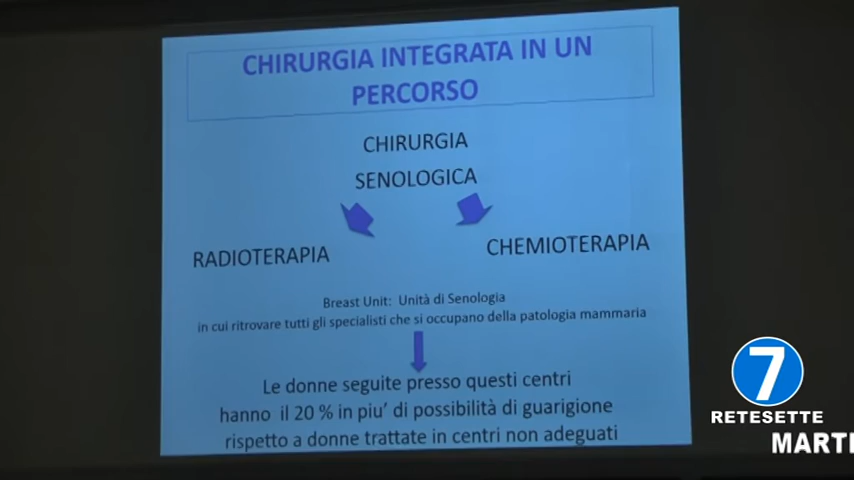 CHIRURGIA INTEGRATA IN UN
PERCORSO
CHIRURGIA
SENOLOGICA
RADIOTERAPIA
CHEMIOTERAPIA
Breast Unit: Unità di Senologia
in cui ritrovare tutti gli specialisti che si occupano della patologia mammaria
Le donne seguite presso questi centri
hanno il 20 % in piu' di possibilità di guarigione
rispetto a donne trattate in centri non adeguati
7
RETESETTE
MARTE